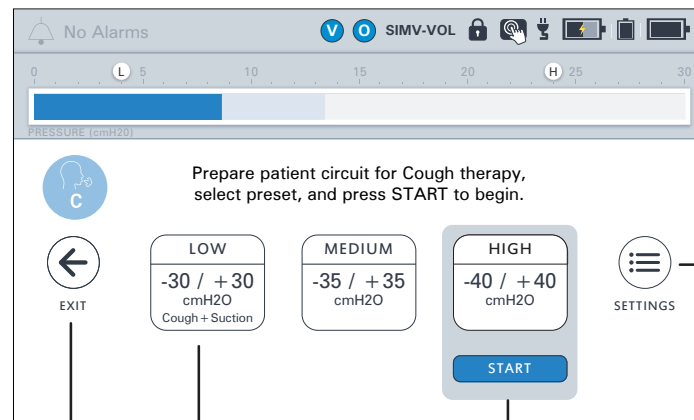 No Alarms
V O SIMV-VOL
0 L 5 10 15 20 H 25 30
PRESSURE (cmH20)
C
Prepare patient circuit for Cough therapy,
select preset, and press START to begin.
EXIT
LOW
-30 / +30
cmH2O
Cough+Suction
MEDIUM
-35 / +35
cmH2O
HIGH
-40 / +40
cmH2O
START
SETTINGS